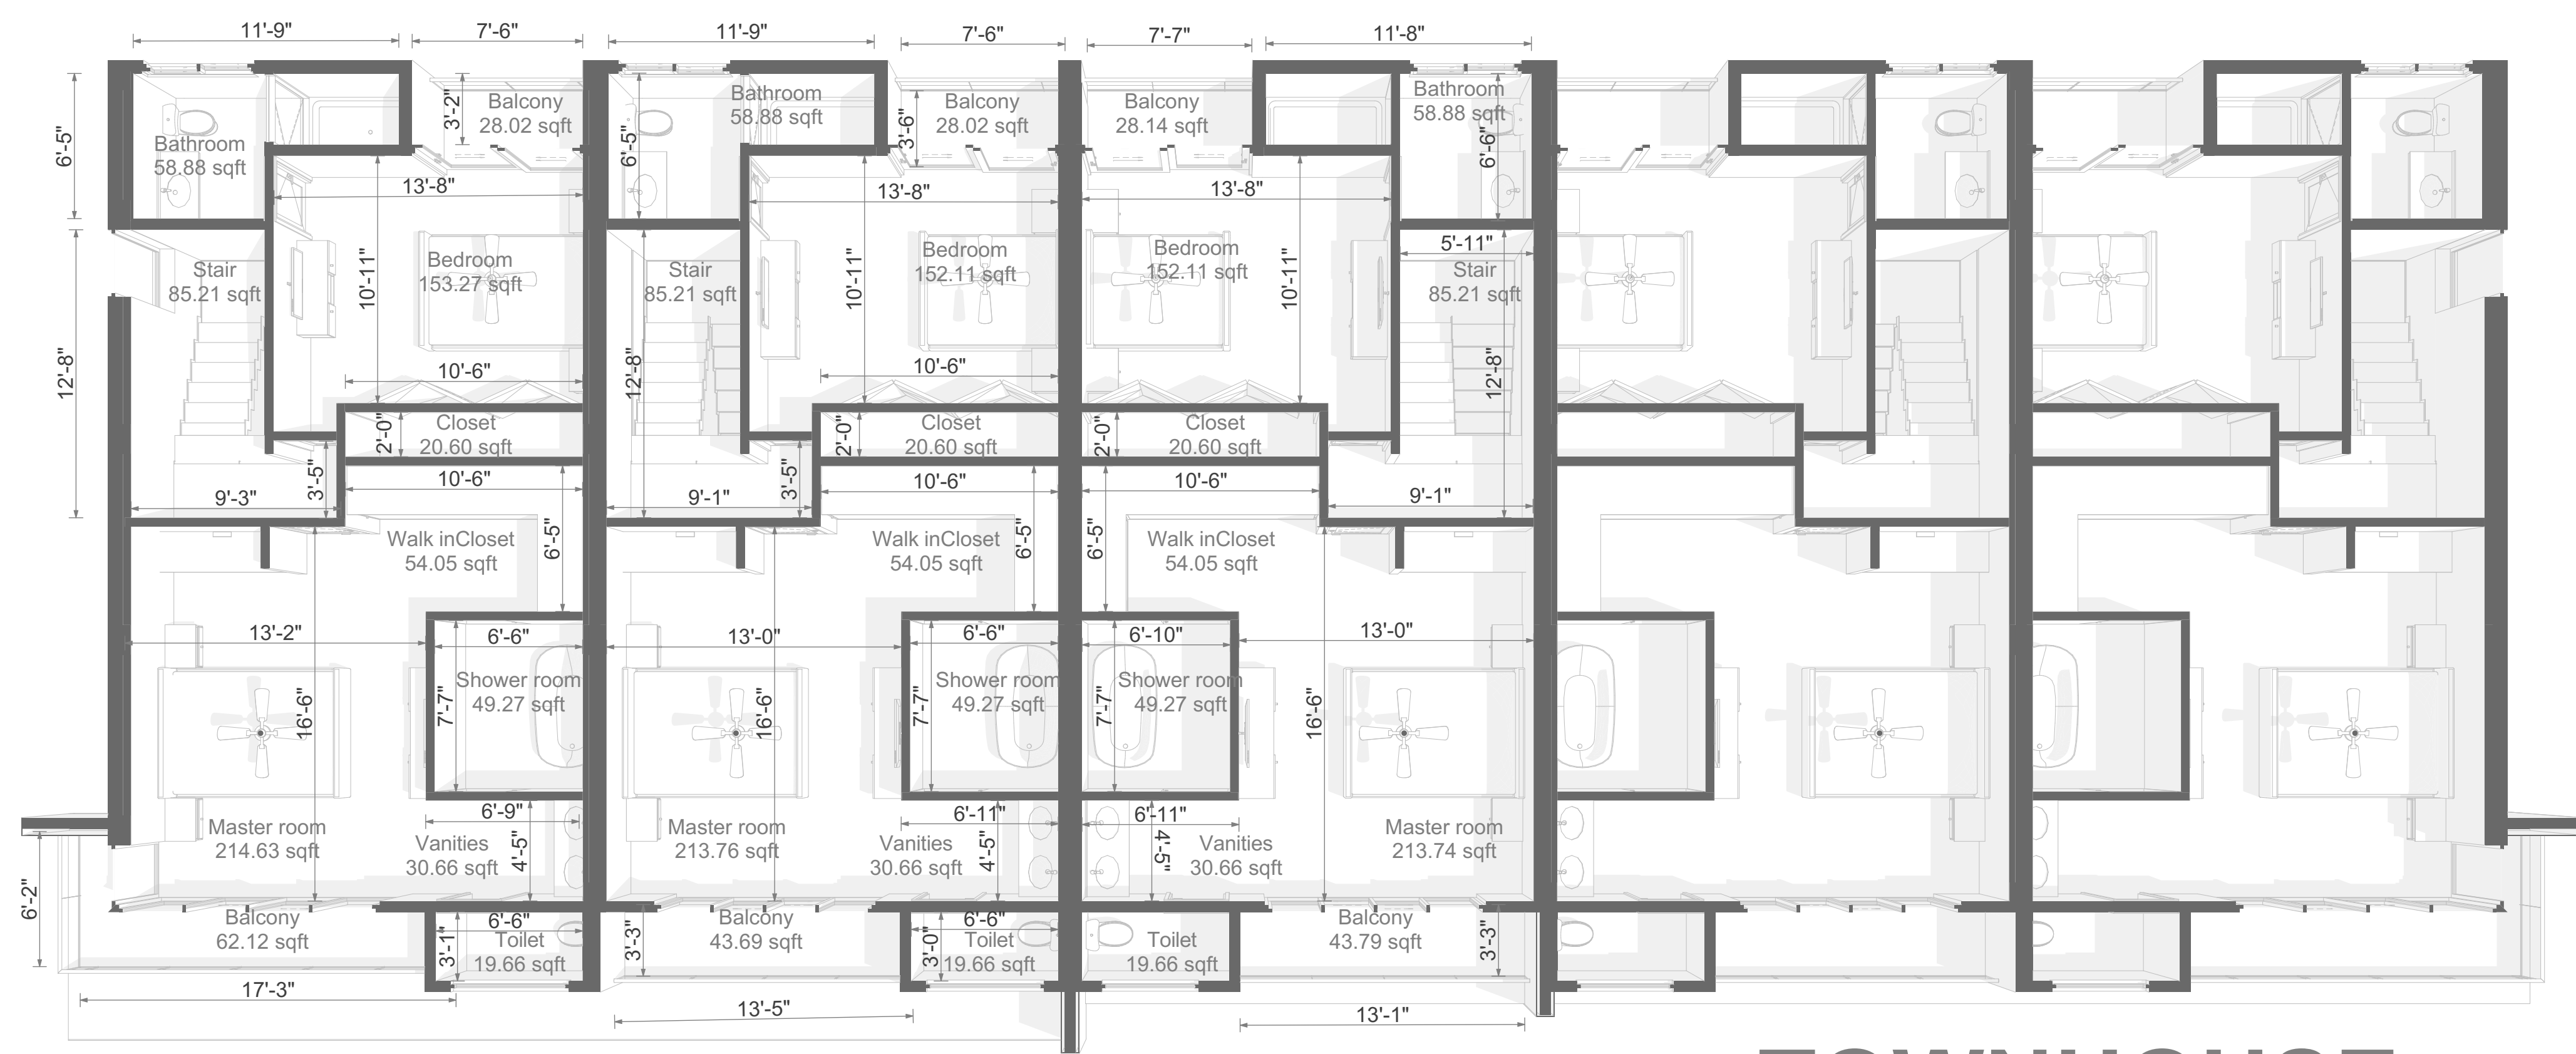 11'-9"
7'-6"
11'-9"
7'-6"
7'-7"
11'-8"
6'-5"
Bathroom
58.88 sqft
3'-2"
Balcony
28.02 sqft
6'-5"
Bathroom
58.88 sqft
3'-6"
Balcony
28.02 sqft
Balcony
28.14 sqft
Bathroom
58.88 sqft
6'-6"
13'-8"
13'-8"
13'-8"
12'-8"
Stair
85.21 sqft
10'-11"
Bedroom
153.27 sqft
Stair
85.21 sqft
12'-8"
10'-11"
Bedroom
152.11 sqft
Bedroom
152.11 sqft
10'-11"
5'-11"
Stair
85.21 sqft
12'-8"
10'-6"
10'-6"
2'-0"
Closet
20.60 sqft
2'-0"
Closet
20.60 sqft
2'-0"
Closet
20.60 sqft
9'-3"
3'-5"
10'-6"
9'-1"
3'-5"
10'-6"
10'-6"
9'-1"
Walk inCloset
54.05 sqft
6'-5"
Walk inCloset
54.05 sqft
6'-5"
6'-5"
Walk inCloset
54.05 sqft
13'-2"
6'-6"
13'-0"
6'-6"
6'-10"
13'-0"
16'-6"
7'-7"
Shower room
49.27 sqft
16'-6"
7'-7"
Shower room
49.27 sqft
7'-7"
Shower room
49.27 sqft
16'-6"
6'-9"
6'-11"
6'-11"
Master room
214.63 sqft
Vanities
30.66 sqft
4'-5"
Master room
213.76 sqft
Vanities
30.66 sqft
4'-5"
4'-5"
Vanities
30.66 sqft
Master room
213.74 sqft
6'-2"
Balcony
62.12 sqft
6'-6"
3'-1"
Toilet
19.66 sqft
3'-3"
Balcony
43.69 sqft
6'-6"
3'-0"
Toilet
19.66 sqft
Toilet
19.66 sqft
Balcony
43.79 sqft
3'-3"
17'-3"
13'-5"
13'-1"
TOWNHOUSE